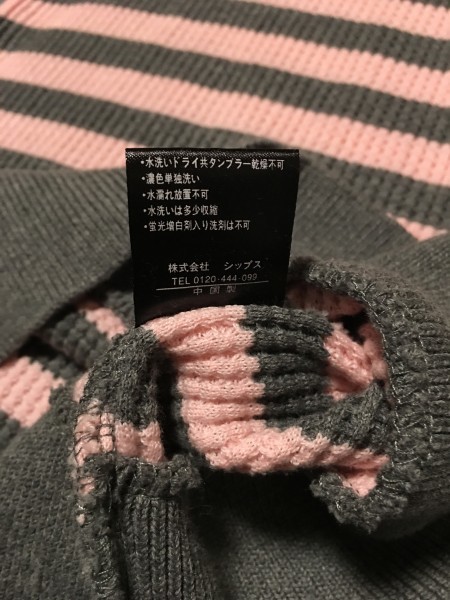 ・水洗いドライ共タンブラー乾燥不可
・濃色単独洗い
・水濡れ放置不可
・水洗いは多少収縮
・蛍光増白剤入り洗剤は不可
株式会社 シップス
TEL 0120-444-099
中国製